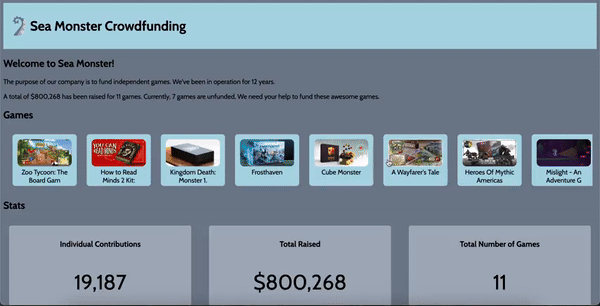 Sea Monster Crowdfunding
Welcome to Sea Monster!
The purpose of our company is to fund independent games. We've been in operation for 12 years.
A total of $800,268 has been raised for 11 games. Currently, 7 games are unfunded. We need your help to fund these awesome games.
Games
YOU CAN
READ MINDS
Zoo Tycoon: The
Board Gam
How to Read
Minds 2 Kit:
Kingdom Death:
Monster 1.
Frosthaven
Cube Monster
A Wayfarer's Tale
Heroes Of Mythic
Americas
Mislight - An
Adventure G
Stats
Individual Contributions
19,187
Total Raised
$800,268
Total Number of Games
11